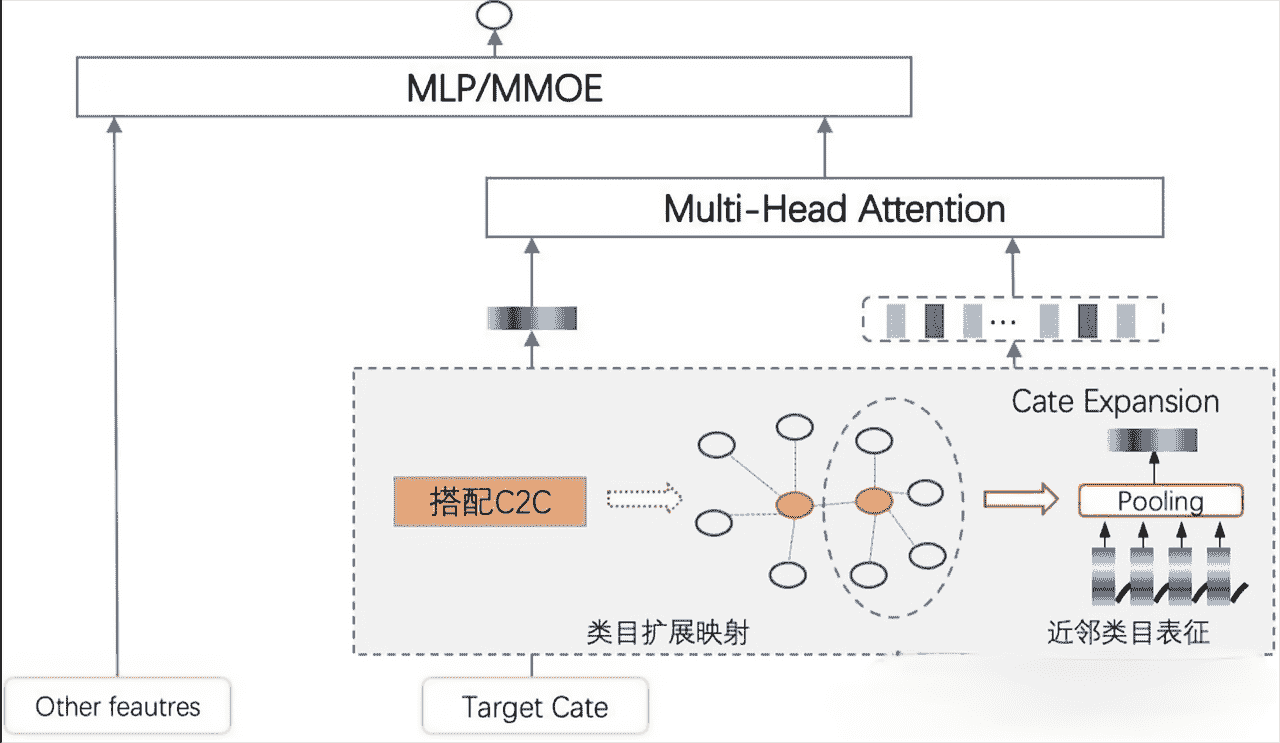 MLP/MMOE
Multi-Head Attention
...
Cate Expansion
搭配C2C
Pooling
类目扩展映射
近邻类目表征
Other feautres
Target Cate